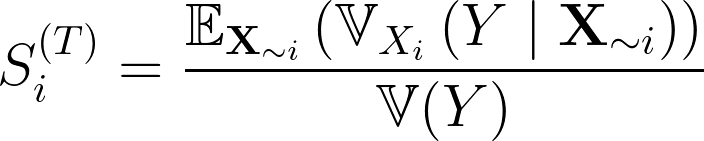 S_i^{(T)} = \frac{\mathbb{E}_{\mathbf{X}_{\sim i}} \left( \mathbb{V}_{X_i} \left( Y \mid \mathbf{X}_{\sim i} \right) \right)}{\mathbb{V}(Y)}